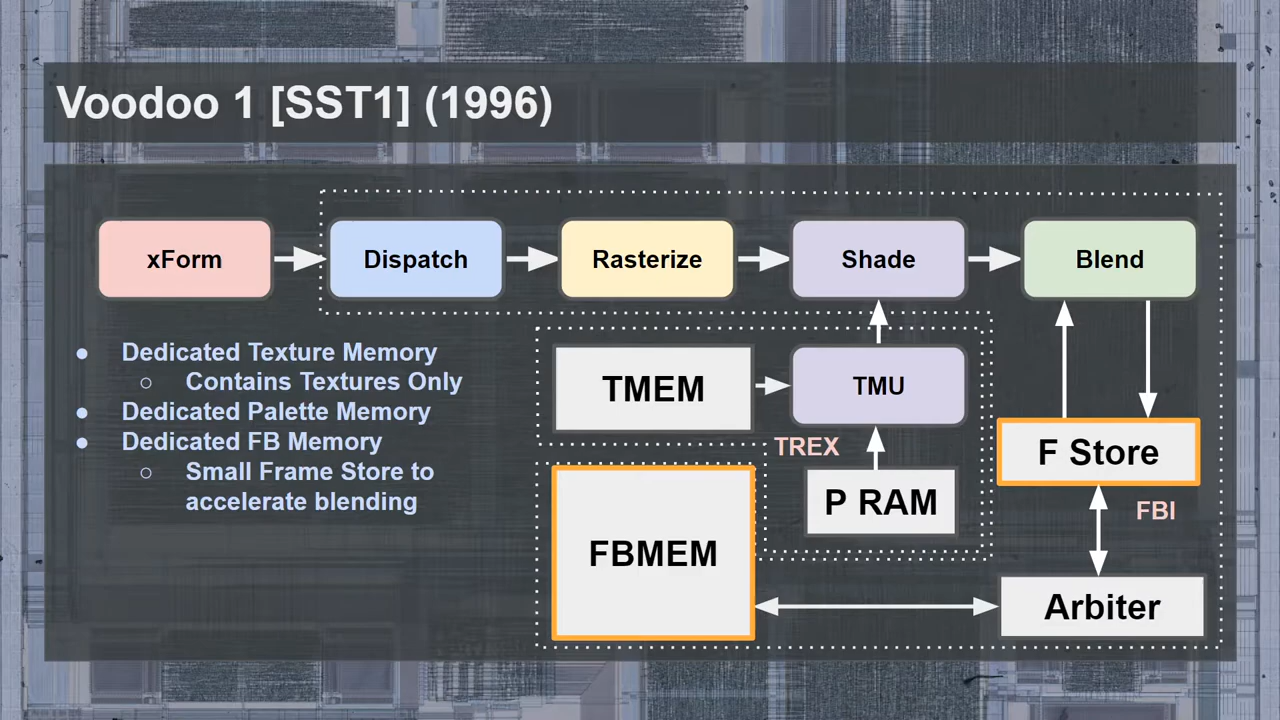 Voodoo 1 [SST1] (1996)
xForm
Dispatch
Rasterize
Shade
Blend
● Dedicated Texture Memory
○ Contains Textures Only
● Dedicated Palette Memory
● Dedicated FB Memory
○ Small Frame Store to
accelerate blending
TMEM
TMU
TREX
F Store
P RAM
FBI
FBMEM
Arbiter